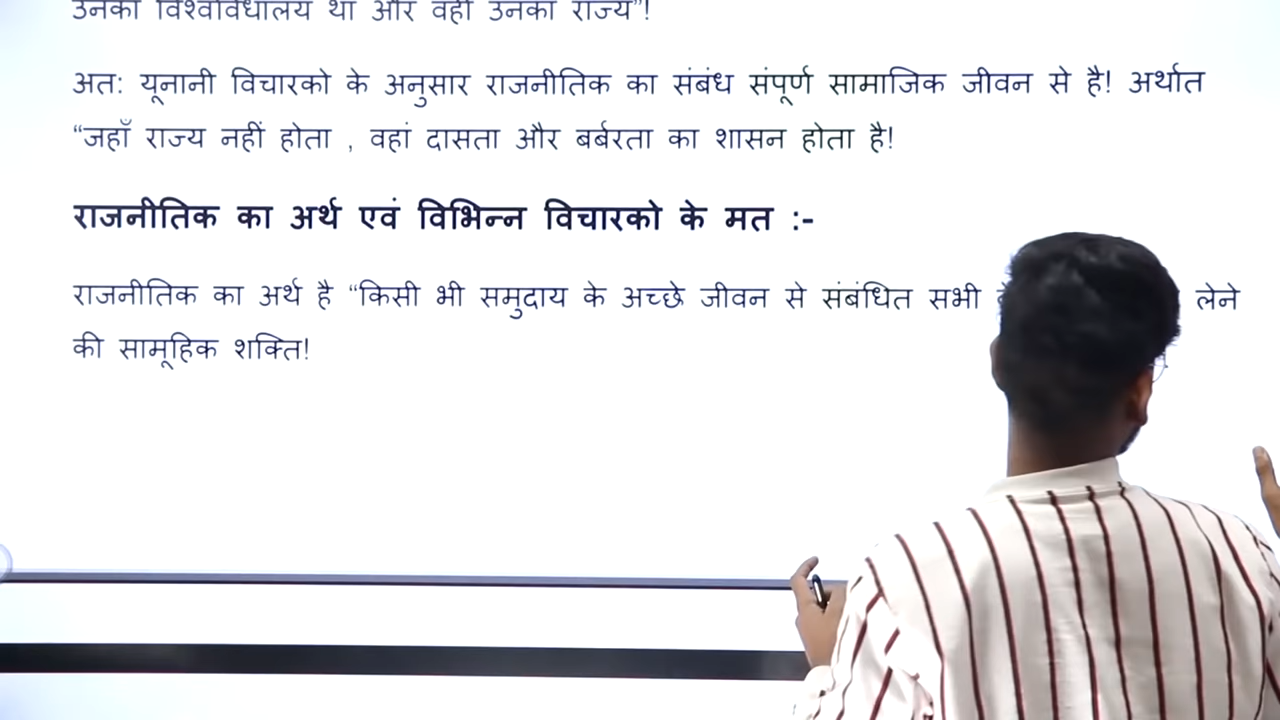 उनका विश्वविधालय था और वही उनका राज्य”!
अत: यूनानी विचारको के अनुसार राजनीतिक का संबंध संपूर्ण सामाजिक जीवन से है! अर्थात
“जहाँ राज्य नहीं होता , वहां दासता और बर्बरता का शासन होता है!
राजनीतिक का अर्थ एवं विभिन्न विचारको के मत :-
राजनीतिक का अर्थ है “किसी भी समुदाय के अच्छे जीवन से संबंधित सभी लेने
की सामूहिक शक्ति!